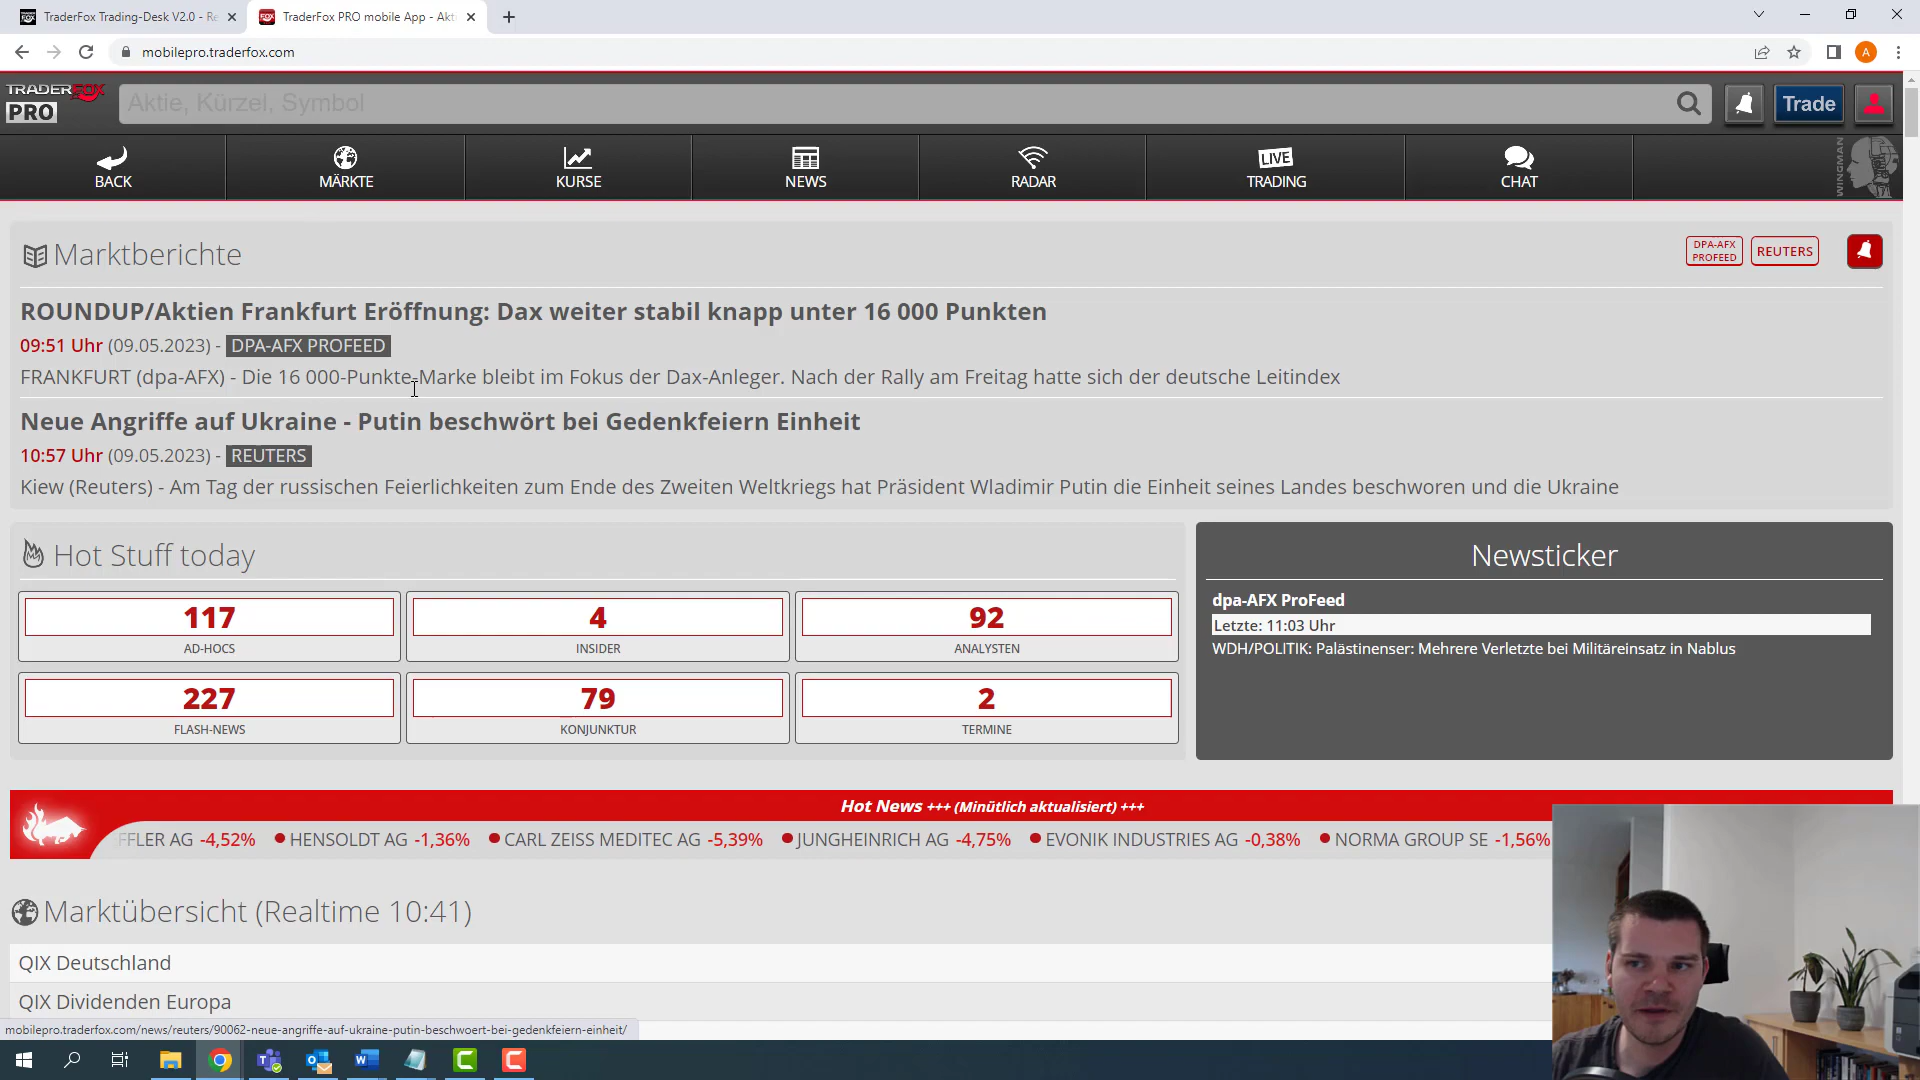 TraderFox Trading-Desk V2.0 - Re
TraderFox PRO mobile App - Akt
mobilepro.traderfox.com
TRADERFOX
PRO
Aktie, Kürzel, Symbol
Trade
BACK
MÄRKTE
KURSE
NEWS
RADAR
LIVE
TRADING
CHAT
WINGMAN
Marktberichte
DPA-AFX
PROFEED
REUTERS
ROUNDUP/Aktien Frankfurt Eröffnung: Dax weiter stabil knapp unter 16 000 Punkten
09:51 Uhr (09.05.2023) - DPA-AFX PROFEED
FRANKFURT (dpa-AFX) - Die 16 000-Punkte-Marke bleibt im Fokus der Dax-Anleger. Nach der Rally am Freitag hatte sich der deutsche Leitindex
Neue Angriffe auf Ukraine - Putin beschwört bei Gedenkfeiern Einheit
10:57 Uhr (09.05.2023) - REUTERS
Kiew (Reuters) - Am Tag der russischen Feierlichkeiten zum Ende des Zweiten Weltkriegs hat Präsident Wladimir Putin die Einheit seines Landes beschworen und die Ukraine
Hot Stuff today
117
AD-HOCS
4
INSIDER
92
ANALYSTEN
227
FLASH-NEWS
79
KONJUNKTUR
2
TERMINE
Newsticker
dpa-AFX ProFeed
Letzte: 11:03 Uhr
WDH/POLITIK: Palästinenser: Mehrere Verletzte bei Militäreinsatz in Nablus
Hot News +++ (Minütlich aktualisiert) +++
FFLER AG -4,52% HENSOLDT AG -1,36% CARL ZEISS MEDITEC AG -5,39% JUNGHEINRICH AG -4,75% EVONIK INDUSTRIES AG -0,38% NORMA GROUP SE -1,56%
Marktübersicht (Realtime 10:41)
QIX Deutschland
QIX Dividenden Europa
mobilepro.traderfox.com/news/reuters/90062-neue-angriffe-auf-ukraine-putin-beschwoert-bei-gedenkfeiern-einheit/